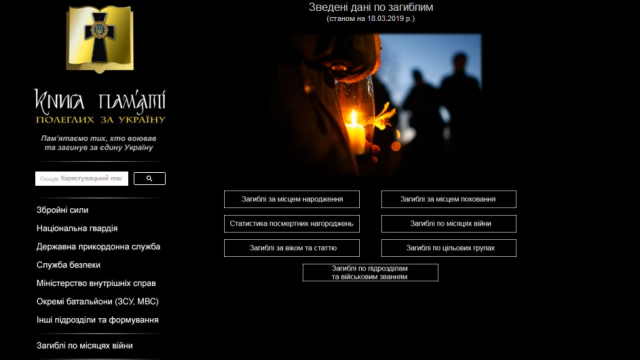 Зведені дані по загиблим
(станом на 18.03.2019 р.)
Книга пам'яті
полеглих за Україну
Пам'ятаємо тих, хто воював
та загинув за єдину Україну
Google Користувацький пош
Збройні сили
Національна гвардія
Державна прикордонна служба
Служба безпеки
Міністерство внутрішніх справ
Окремі батальйони (ЗСУ, МВС)
Інші підрозділи та формування
Загиблі по місяцях війни
Загиблі за місцем народження
Загиблі за місцем поховання
Статистика посмертних нагороджень
Загиблі по місяцях війни
Загиблі за віком та статтю
Загиблі по цільових групах
Загиблі по підрозділам
та військовим званням